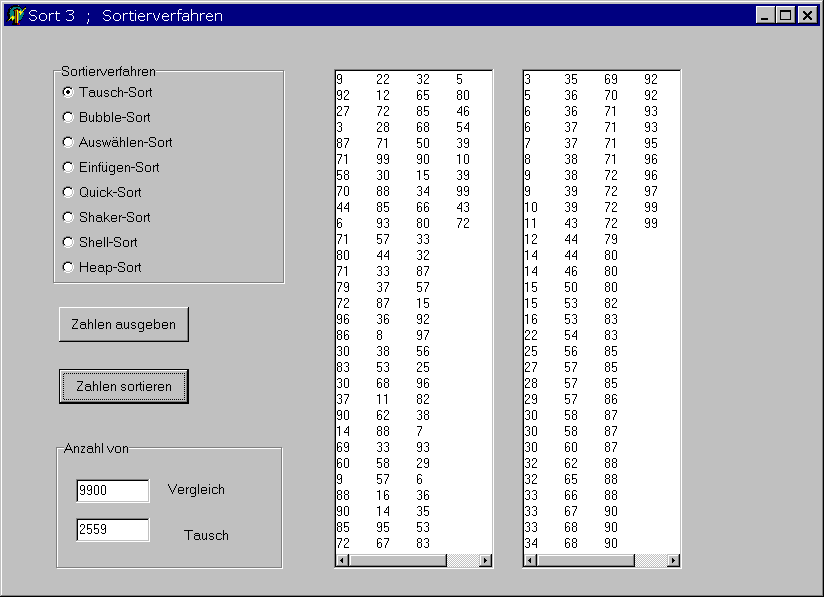 Sort 3 ; Sortierverfahren
Sortierverfahren
Tausch-Sort
Bubble-Sort
Auswählen-Sort
Einfügen-Sort
Quick-Sort
Shaker-Sort
Shell-Sort
Heap-Sort
Zahlen ausgeben
Zahlen sortieren
Anzahl von
9900 Vergleich
2559 Tausch
9 22 32 5
92 12 65 80
27 72 85 46
3 28 68 54
87 71 50 39
71 99 90 10
58 30 15 39
70 88 34 99
44 85 66 43
6 93 80 72
71 57 33
80 44 32
71 33 87
79 37 57
72 87 15
96 36 92
86 8 97
30 38 56
83 53 25
30 68 96
37 11 82
90 62 38
14 88 7
69 33 93
60 58 29
9 57 6
88 16 36
90 14 35
85 95 53
72 67 83
3 35 69 92
5 36 70 92
6 36 71 93
6 37 71 93
7 37 71 95
8 38 71 96
9 38 72 96
9 39 72 97
10 39 72 99
11 43 72 99
12 44 79
14 44 80
14 46 80
15 50 80
15 53 82
16 53 83
22 54 83
25 56 85
27 57 85
28 57 85
29 57 86
30 58 87
30 58 87
30 60 87
32 62 88
32 65 88
33 66 88
33 67 90
33 68 90
34 68 90